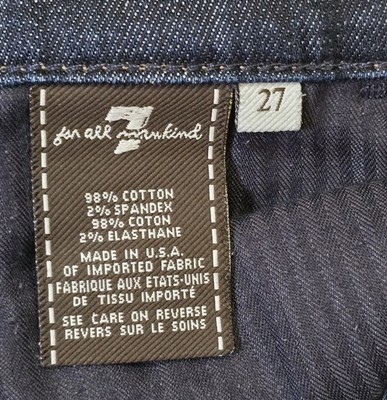 7
for all mankind
27
98% COTTON
2% SPANDEX
98% COTON
2% ELASTHANE
MADE IN U.S.A.
OF IMPORTED FABRIC
FABRIQUE AUX ETATS-UNIS
DE TISSU IMPORTÉ
SEE CARE ON REVERSE
REVERS SUR LE SOINS